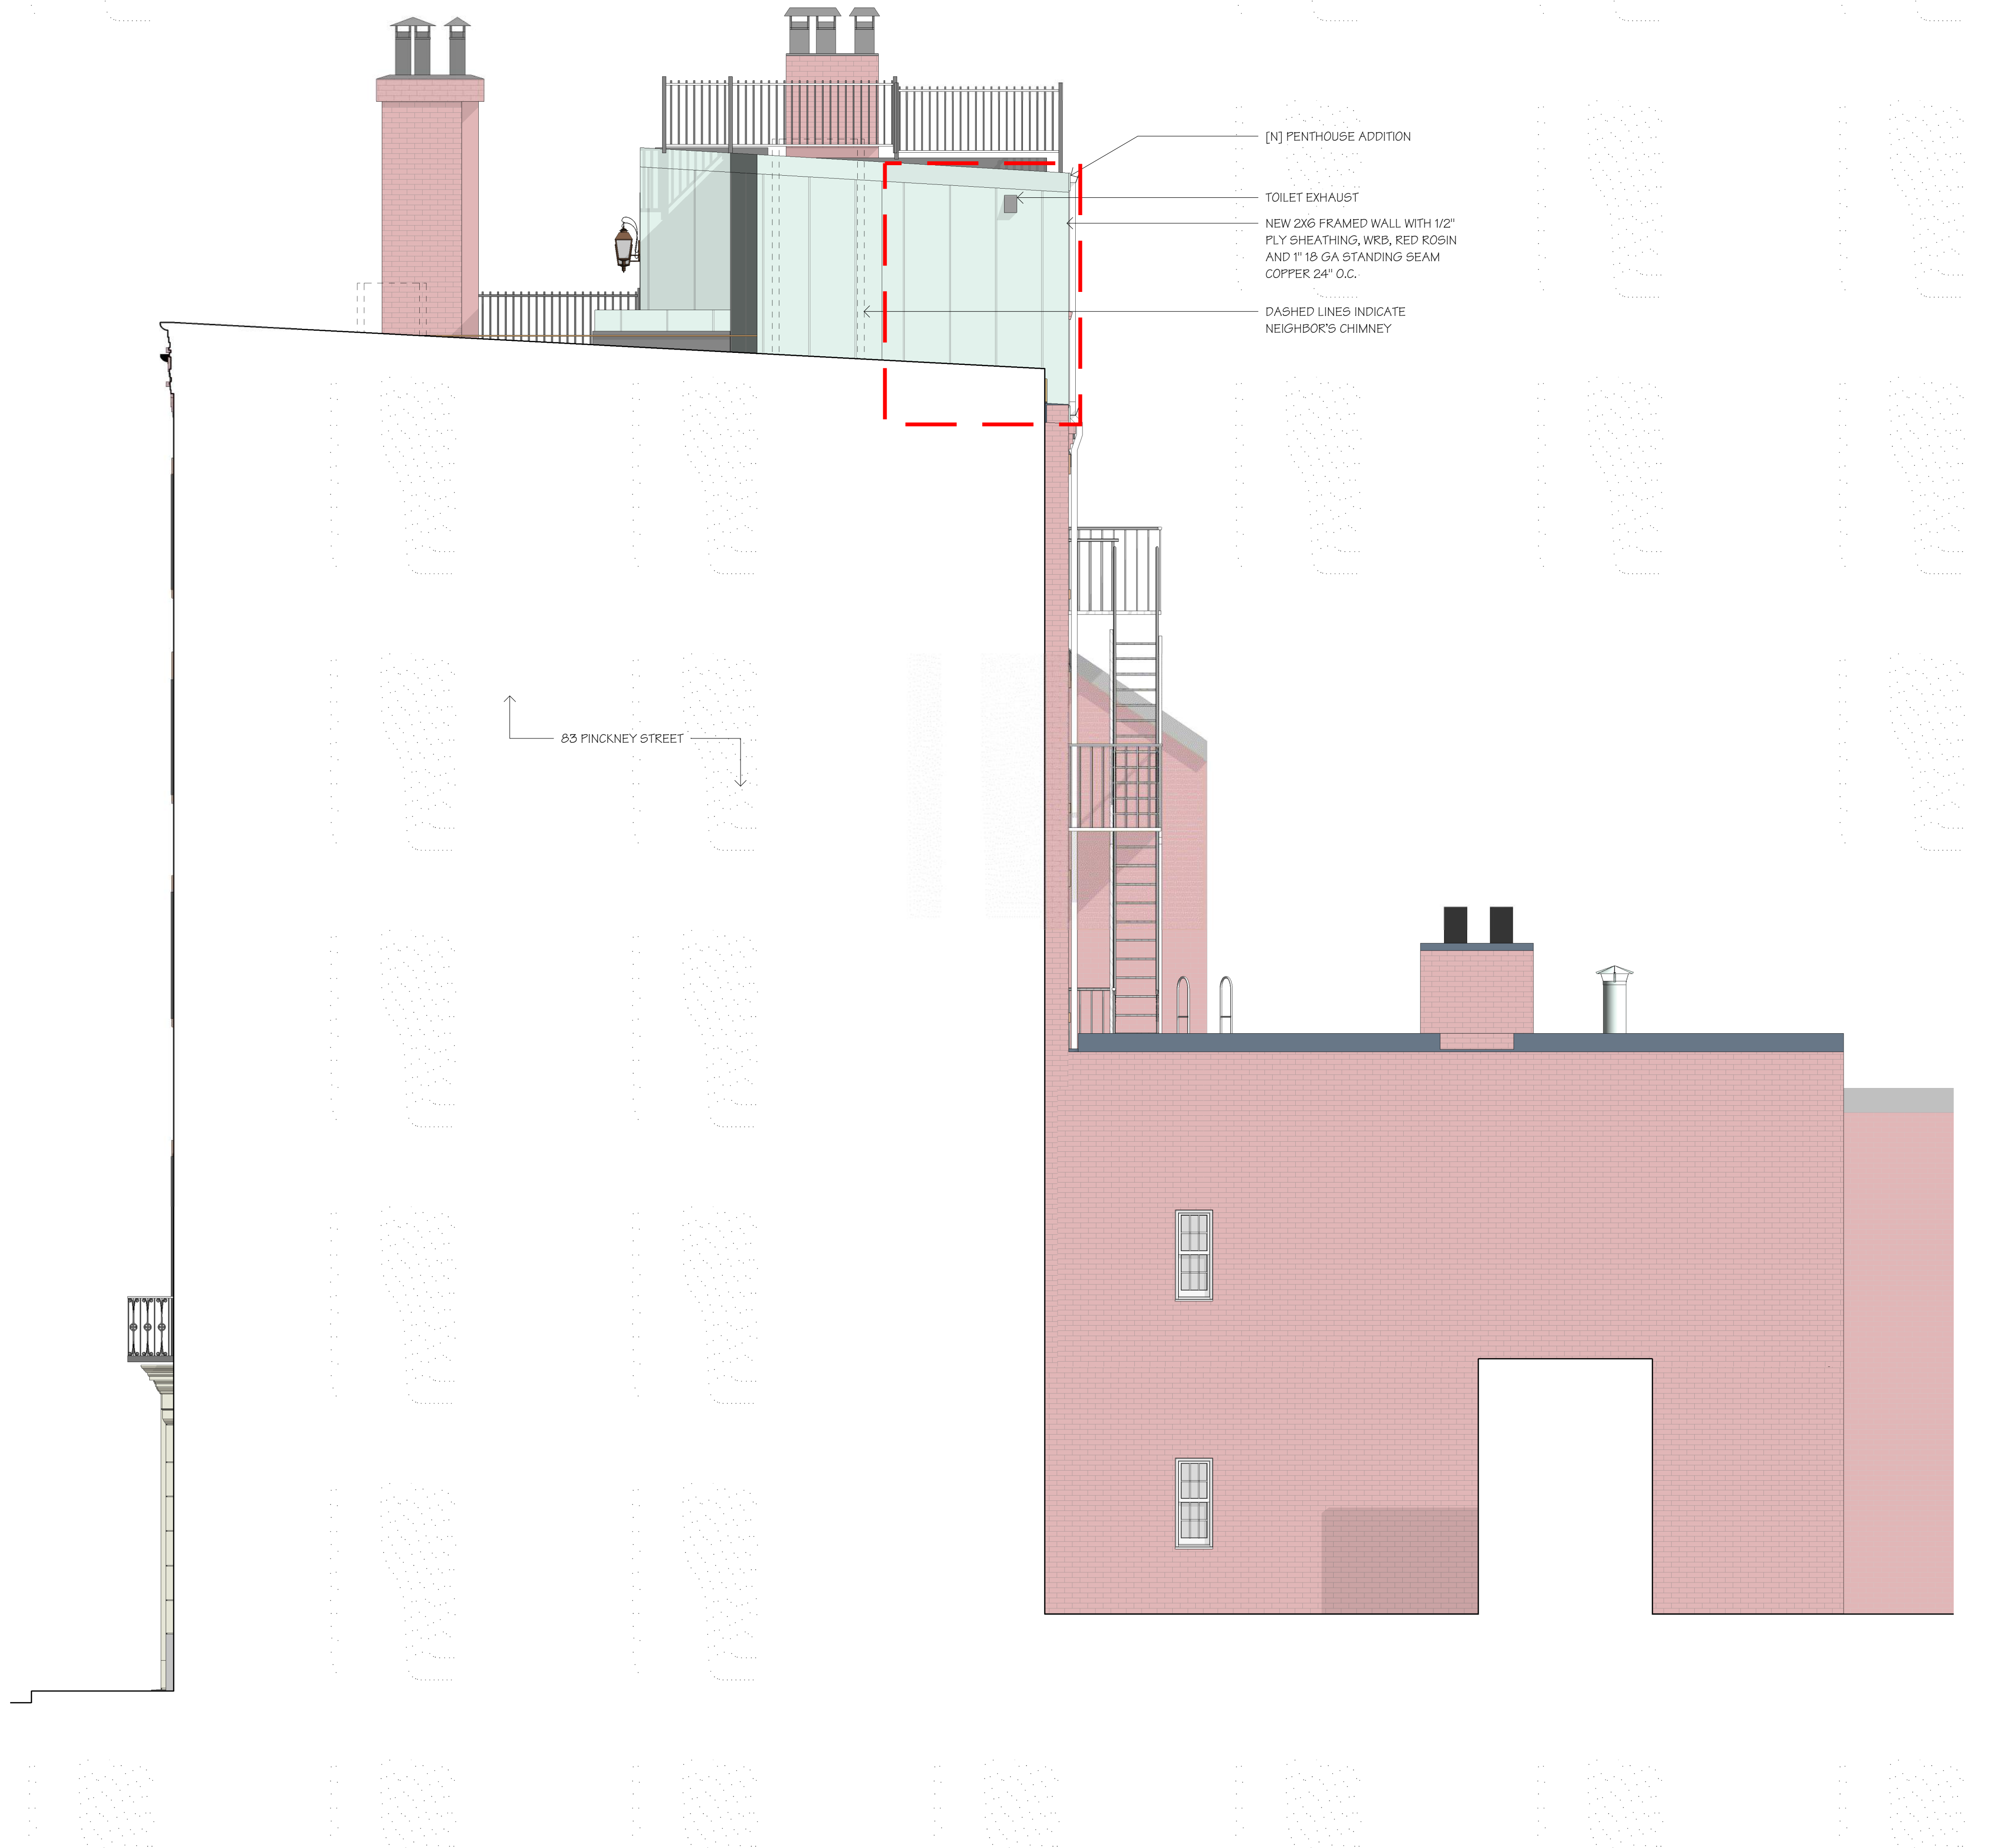 [N] PENTHOUSE ADDITION
TOILET EXHAUST
NEW 2X6 FRAMED WALL WITH 1/2"
PLY SHEATHING, WRB, RED ROSIN
AND 1" 18 GA STANDING SEAM
COPPER 24" O.C.
DASHED LINES INDICATE
NEIGHBOR'S CHIMNEY
83 PINCKNEY STREET